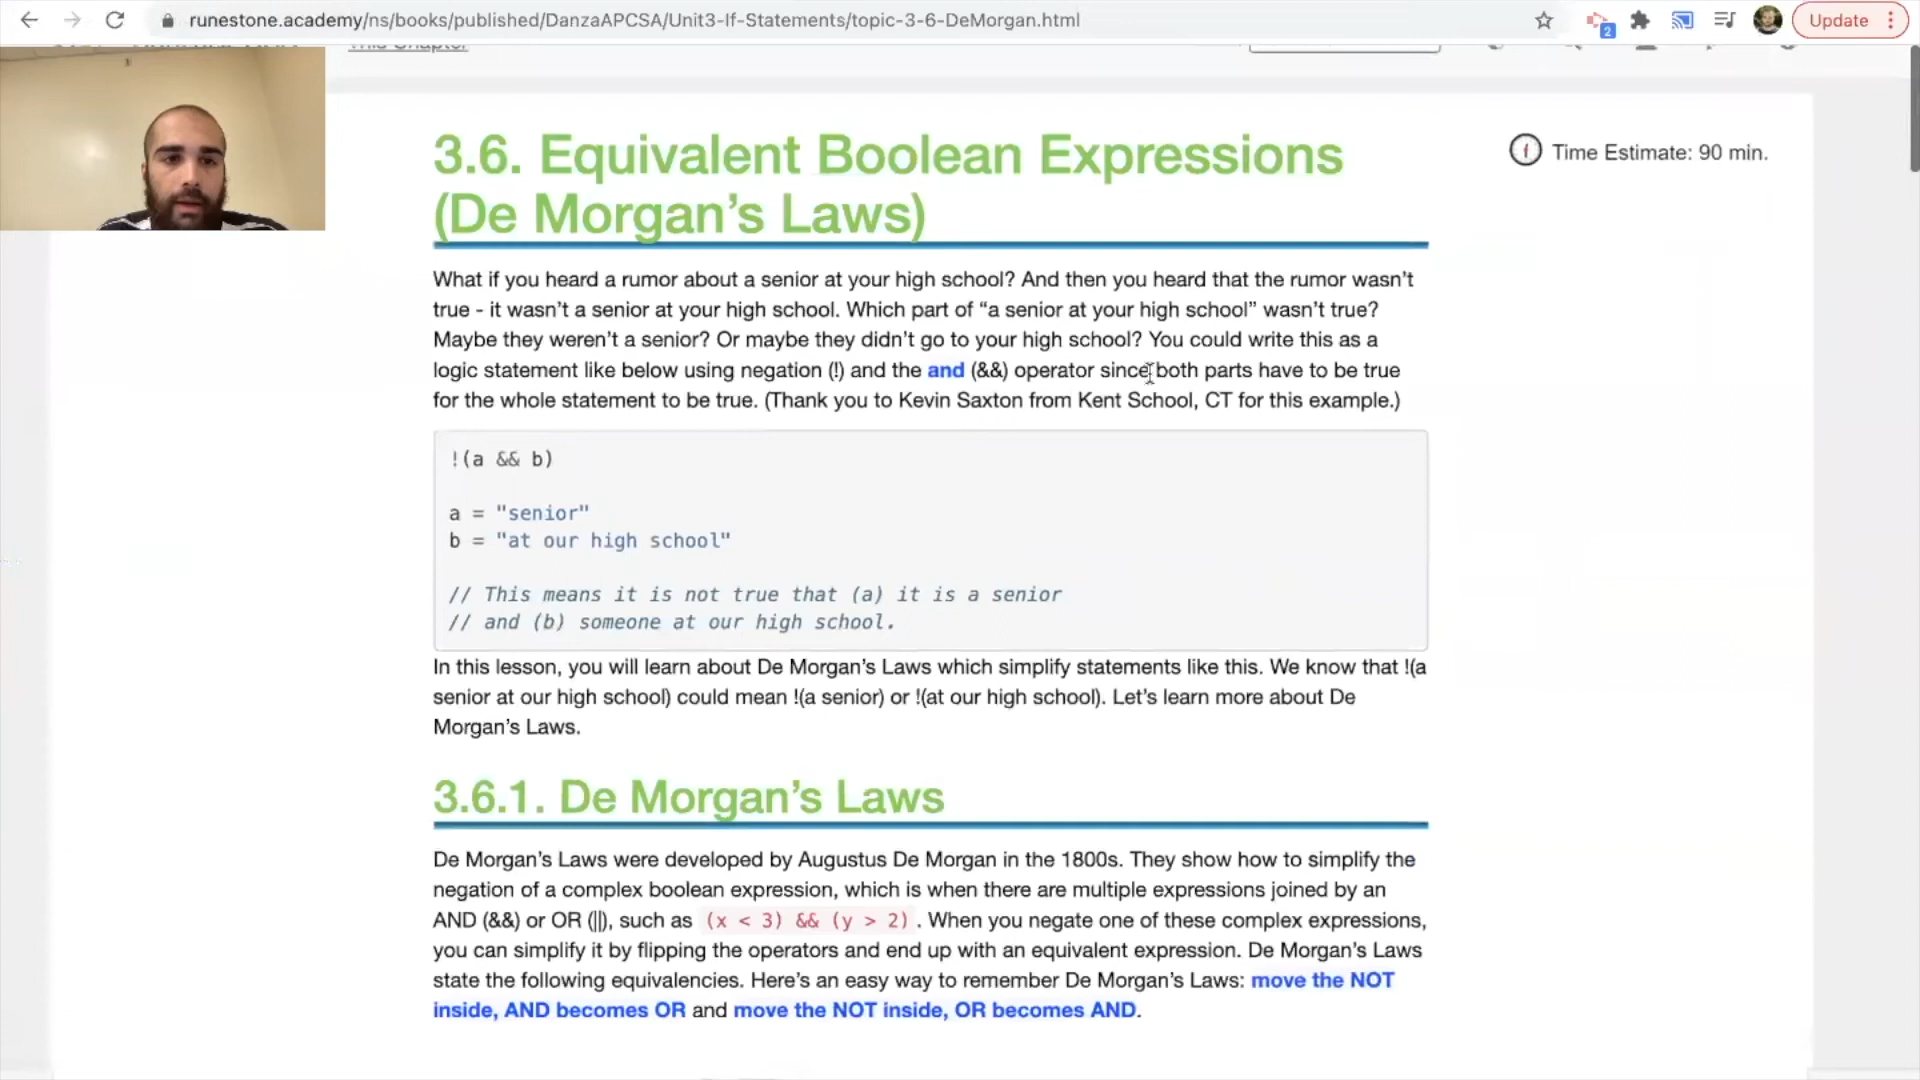 runestone.academy/ns/books/published/DanzaAPCSA/Unit3-If-Statements/topic-3-6-DeMorgan.html
2
Update
This Chapter
3.6. Equivalent Boolean Expressions
(De Morgan’s Laws)
Time Estimate: 90 min.
What if you heard a rumor about a senior at your high school? And then you heard that the rumor wasn’t
true - it wasn’t a senior at your high school. Which part of “a senior at your high school” wasn’t true?
Maybe they weren’t a senior? Or maybe they didn’t go to your high school? You could write this as a
logic statement like below using negation (!) and the and (&&) operator since both parts have to be true
for the whole statement to be true. (Thank you to Kevin Saxton from Kent School, CT for this example.)
!(a && b)
a = "senior"
b = "at our high school"
// This means it is not true that (a) it is a senior
// and (b) someone at our high school.
In this lesson, you will learn about De Morgan’s Laws which simplify statements like this. We know that !(a
senior at our high school) could mean !(a senior) or !(at our high school). Let’s learn more about De
Morgan’s Laws.
3.6.1. De Morgan’s Laws
De Morgan’s Laws were developed by Augustus De Morgan in the 1800s. They show how to simplify the
negation of a complex boolean expression, which is when there are multiple expressions joined by an
AND (&&) or OR (||), such as (x < 3) && (y > 2) . When you negate one of these complex expressions,
you can simplify it by flipping the operators and end up with an equivalent expression. De Morgan’s Laws
state the following equivalencies. Here’s an easy way to remember De Morgan’s Laws: move the NOT
inside, AND becomes OR and move the NOT inside, OR becomes AND.